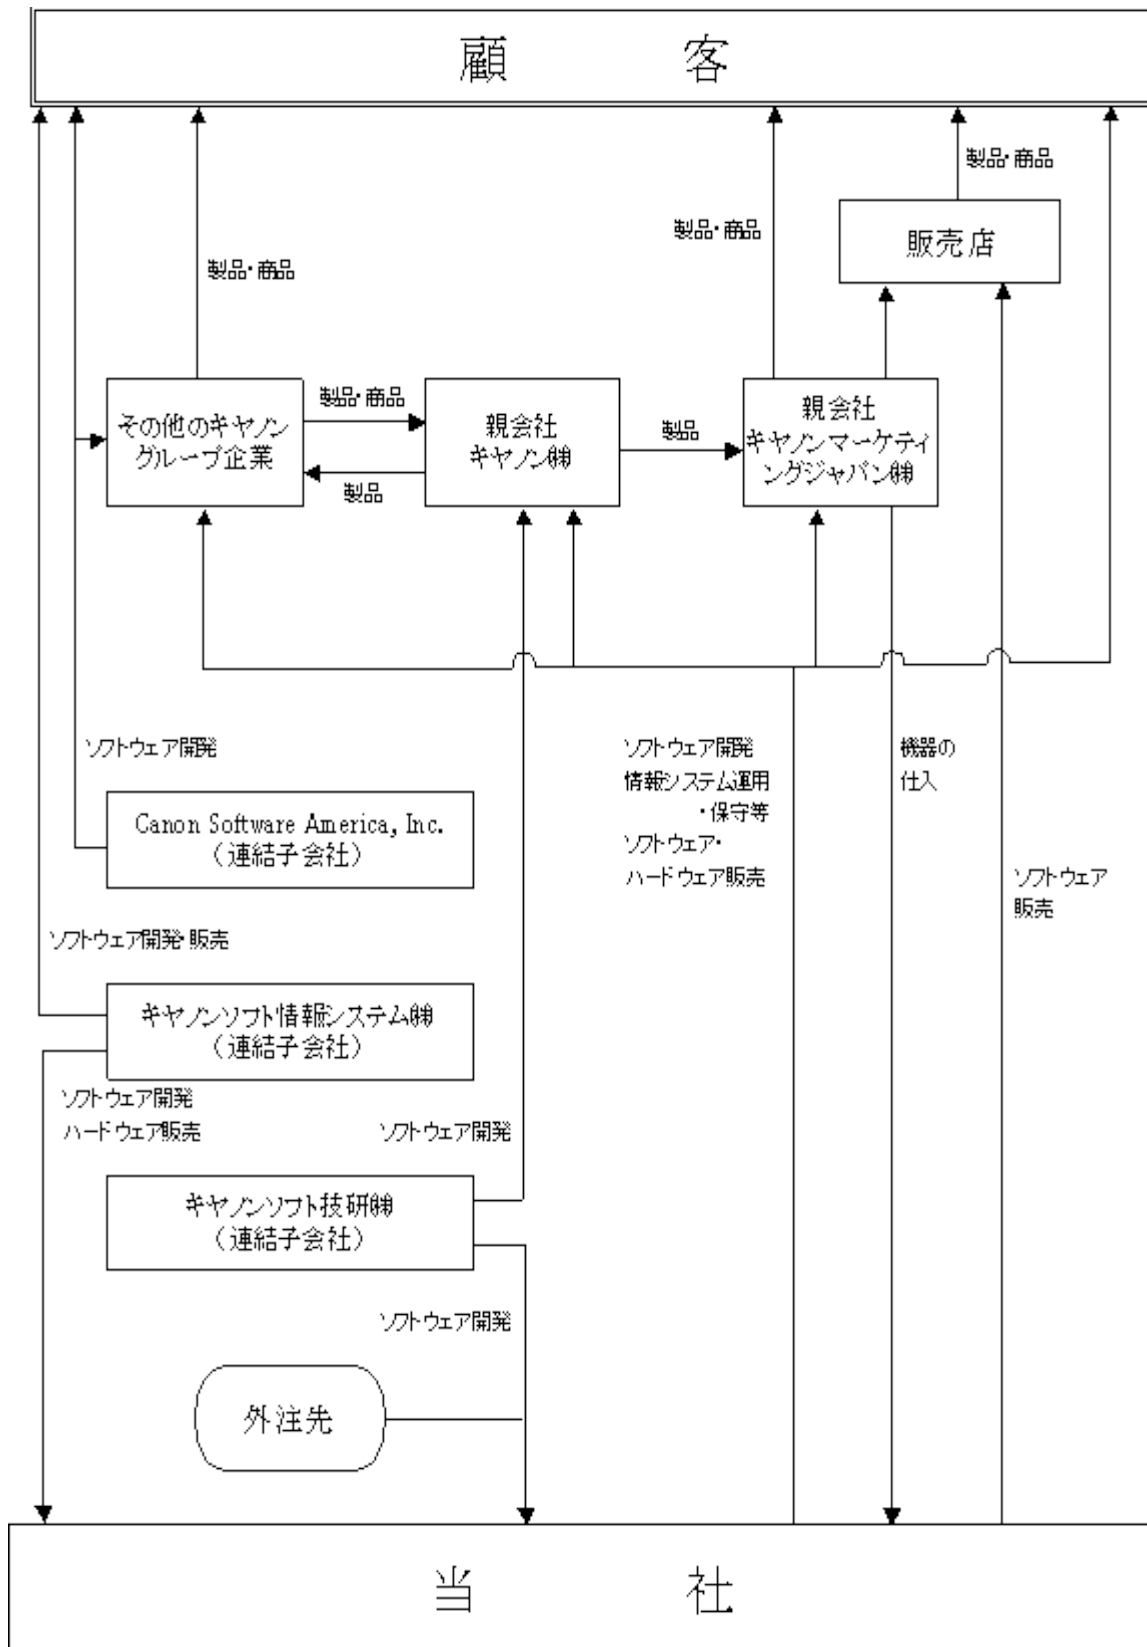 顧　客
製品・商品
販売店
製品・商品
製品・商品
その他のキヤノン
グループ企業
製品・商品
製品
親会社
キヤノン㈱
製品
親会社
キヤノンマーケティ
ングジャパン㈱
ソフトウェア開発
ソフトウェア開発
情報システム運用
・保守等
ソフトウェア・
ハードウェア販売
機器の
仕入
ソフトウェア
販売
Canon Software America, Inc.
（連結子会社）
ソフトウェア開発・販売
キヤノンソフト情報システム㈱
（連結子会社）
ソフトウェア開発
ハードウェア販売
ソフトウェア開発
キヤノンソフト技研㈱
（連結子会社）
ソフトウェア開発
外注先
当　社